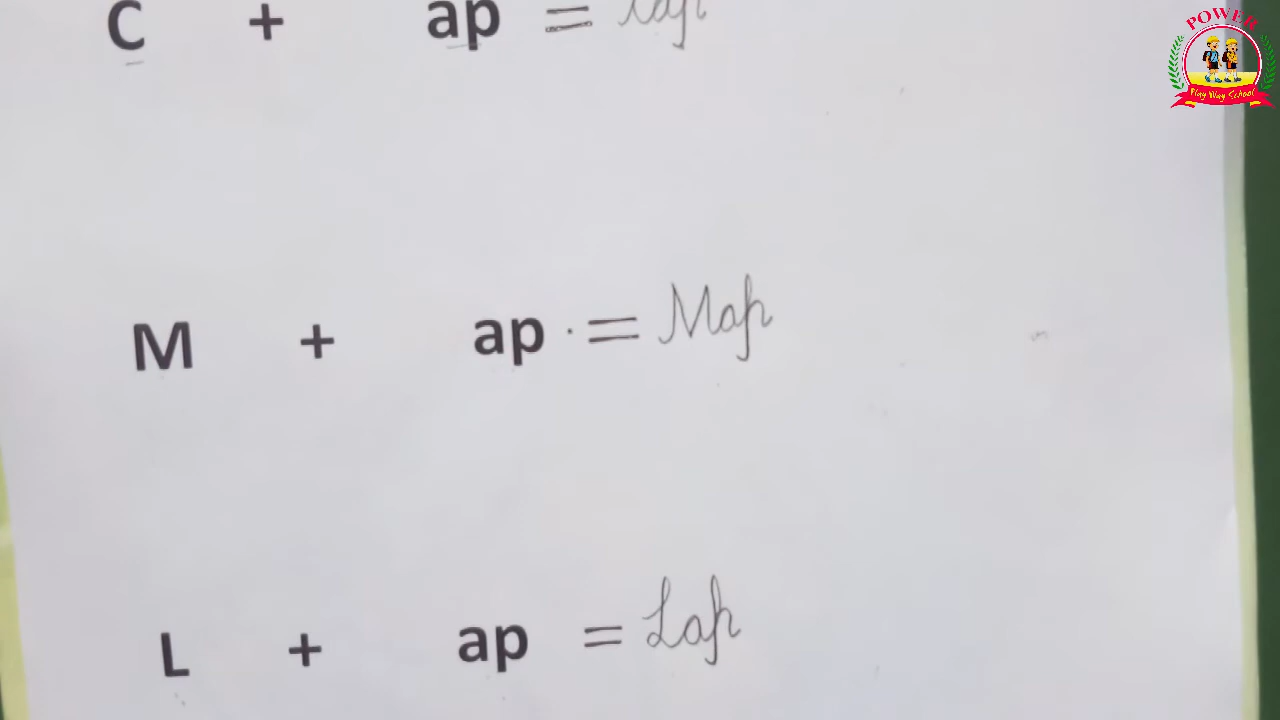 C + ap = Cap
M + ap = Map
L + ap = Lap
POWER
Play Way School